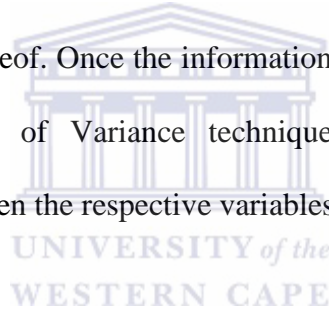 eof. Once the information
of Variance technique
en the respective variables
UNIVERSITY of the
WESTERN CAPE